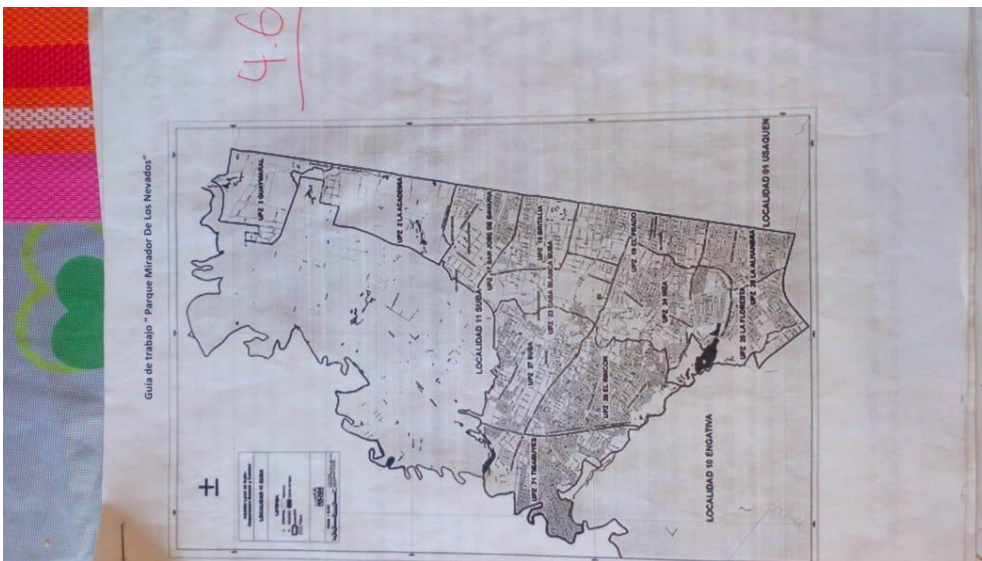 4.6
Guia de trabajo " Parque Mirador De Los Nevados"
UPZ 3 GUAYMARAL
UPZ 2 LA ACADEMIA
UPZ 17 SAN JOSE DE BAVARIA
UPZ 18 BRITALIA
UPZ 23 CASA BLANCA SUBA
UPZ 19 EL PRADO
LOCALIDAD 01 USAQUEN
LOCALIDAD 11 SUBA
UPZ 27 SUBA
UPZ 24 NIZA
UPZ 20 LA ALHAMBRA
UPZ 25 LA FLORESTA
UPZ 28 EL RINCON
UPZ 71 TIBABUYES
LOCALIDAD 10 ENGATIVA
LOCALIDAD 11 SUBA